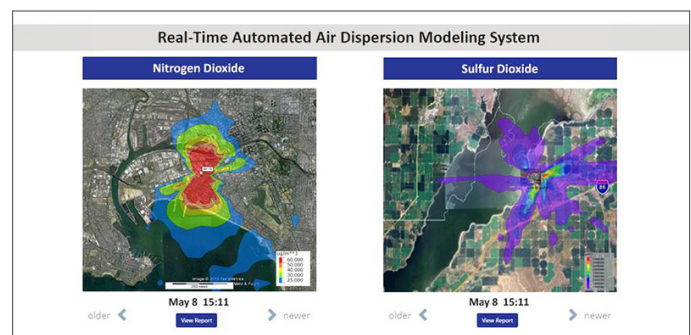 Real-Time Automated Air Dispersion Modeling System
Nitrogen Dioxide
Sulfur Dioxide
86
60.000
50.000
40.000
30.000
25.000
May 8 15:11
May 8 15:11
older
View Report
newer
older
View Report
newer